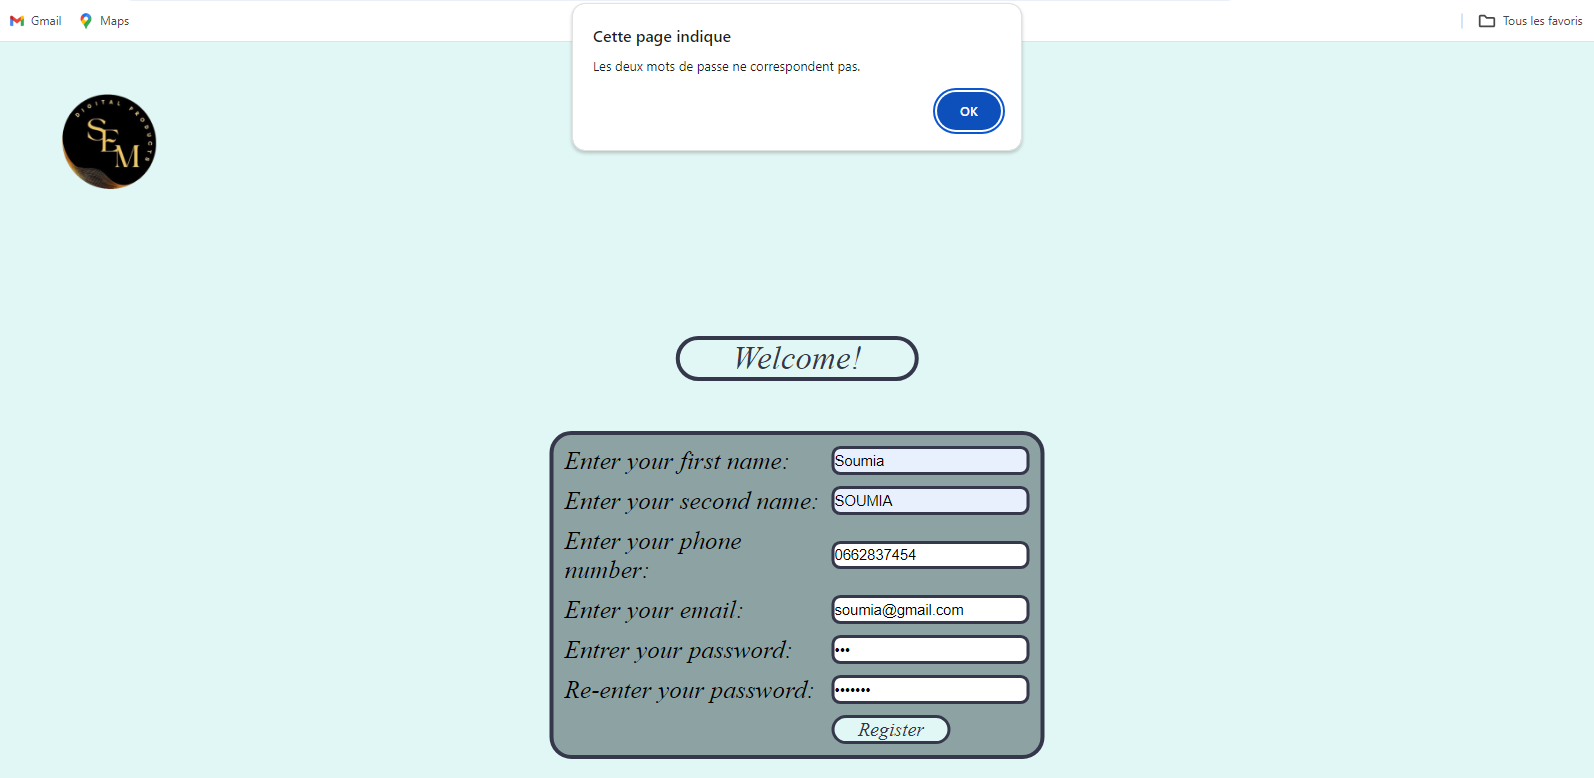 Gmail
Maps
Tous les favoris
Cette page indique
Les deux mots de passe ne correspondent pas.
OK
DIGITAL PRODUCTS
SEM
Welcome!
Enter your first name:
Soumia
Enter your second name:
SOUMIA
Enter your phone
number:
0662837454
Enter your email:
soumia@gmail.com
Entrer your password:
•••
Re-enter your password:
•••••••
Register